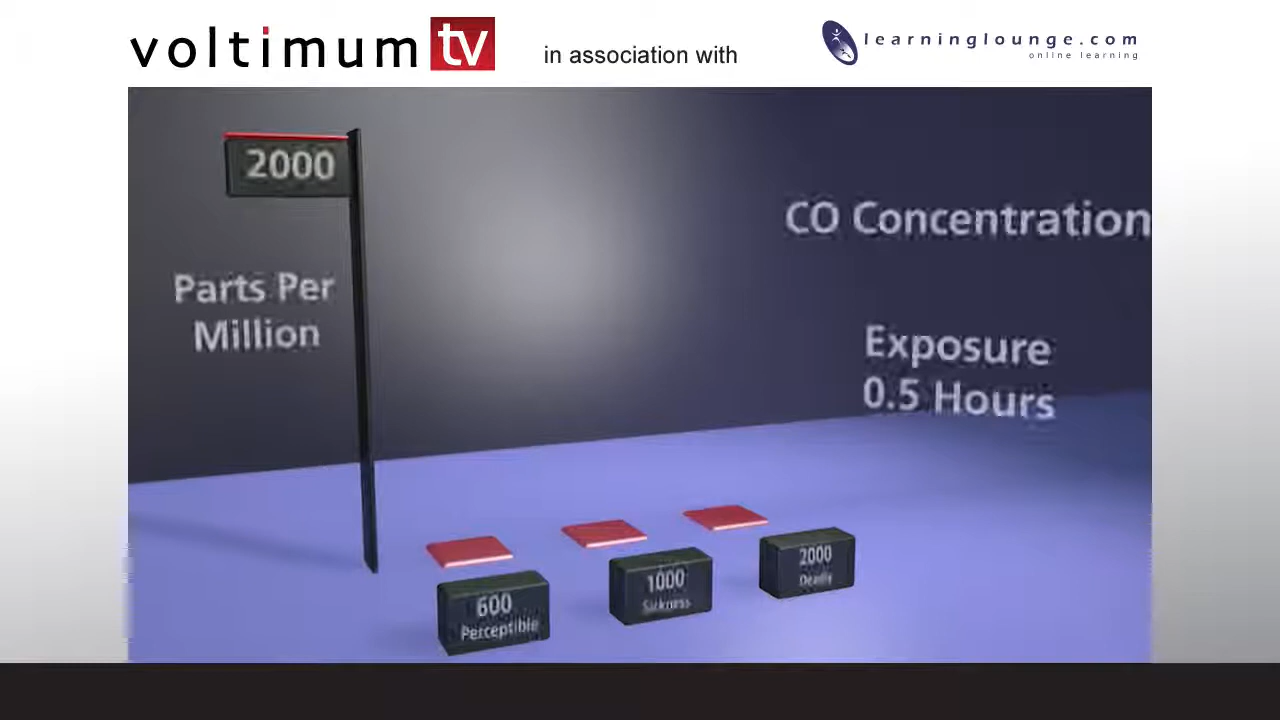 voltimum tv
in association with
learninglounge.com
online learning
2000
Parts Per
Million
CO Concentration
Exposure
0.5 Hours
600
Perceptible
1000
Sickness
2000
Deadly